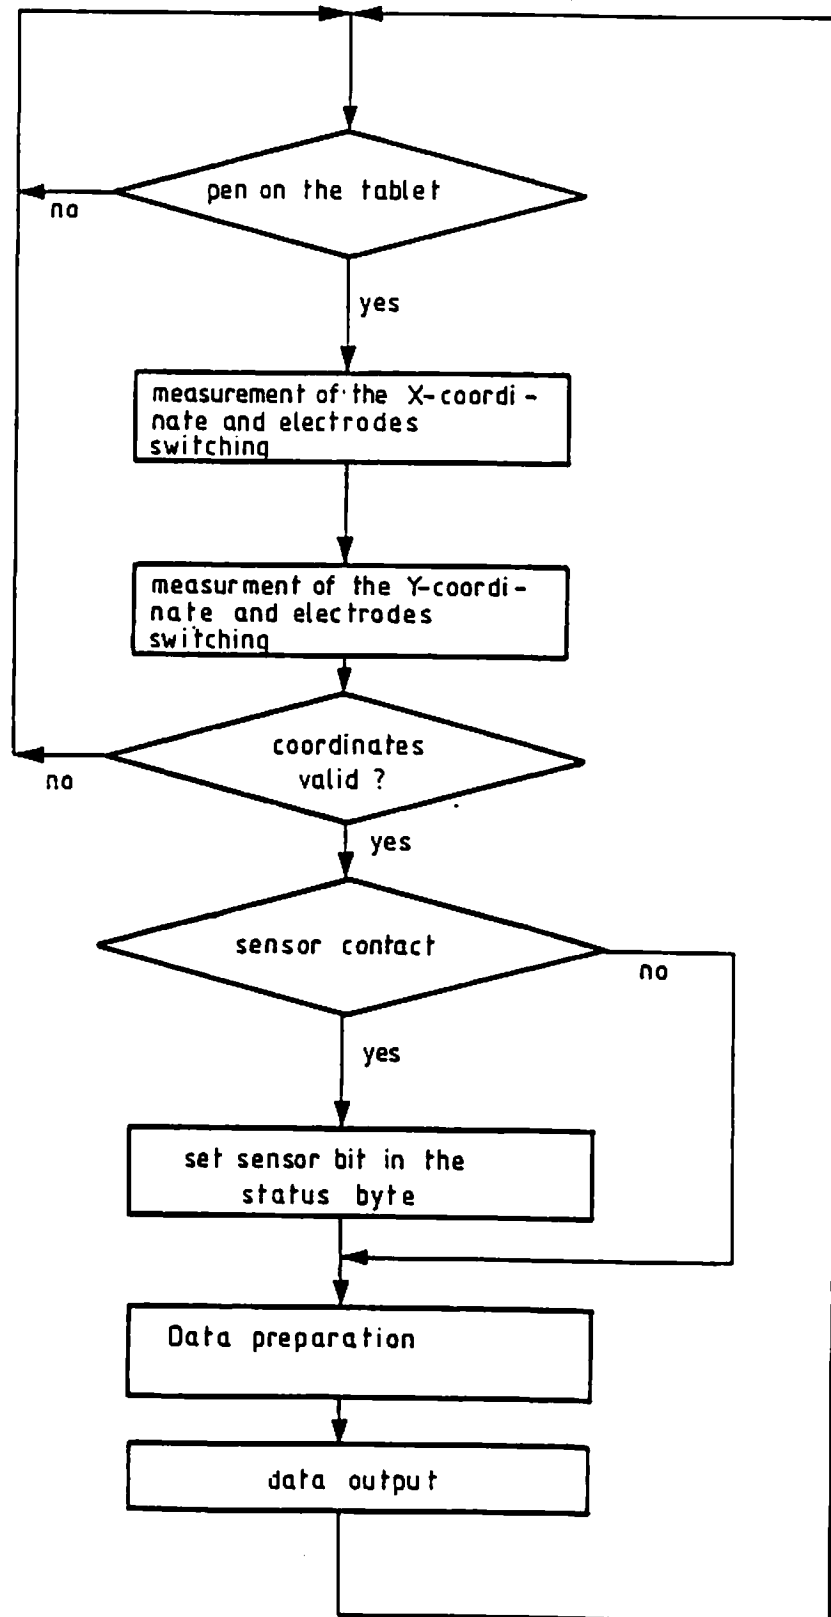 pen on the tablet
no
yes
measurement of the X-coordi-
nate and electrodes
switching
measurment of the Y-coordi-
nate and electrodes
switching
coordinates
valid ?
no
yes
sensor contact
no
yes
set sensor bit in the
status byte
Data preparation
data output